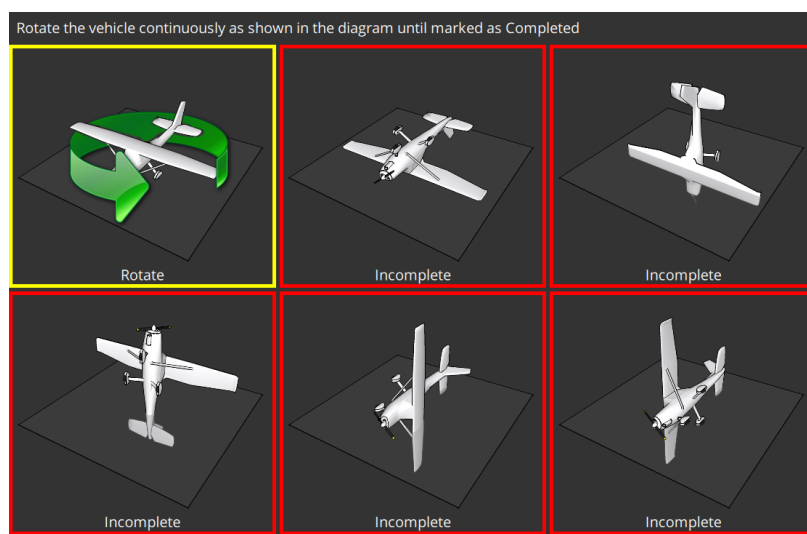 Rotate the vehicle continuously as shown in the diagram until marked as Completed
Rotate
Incomplete
Incomplete
Incomplete
Incomplete
Incomplete